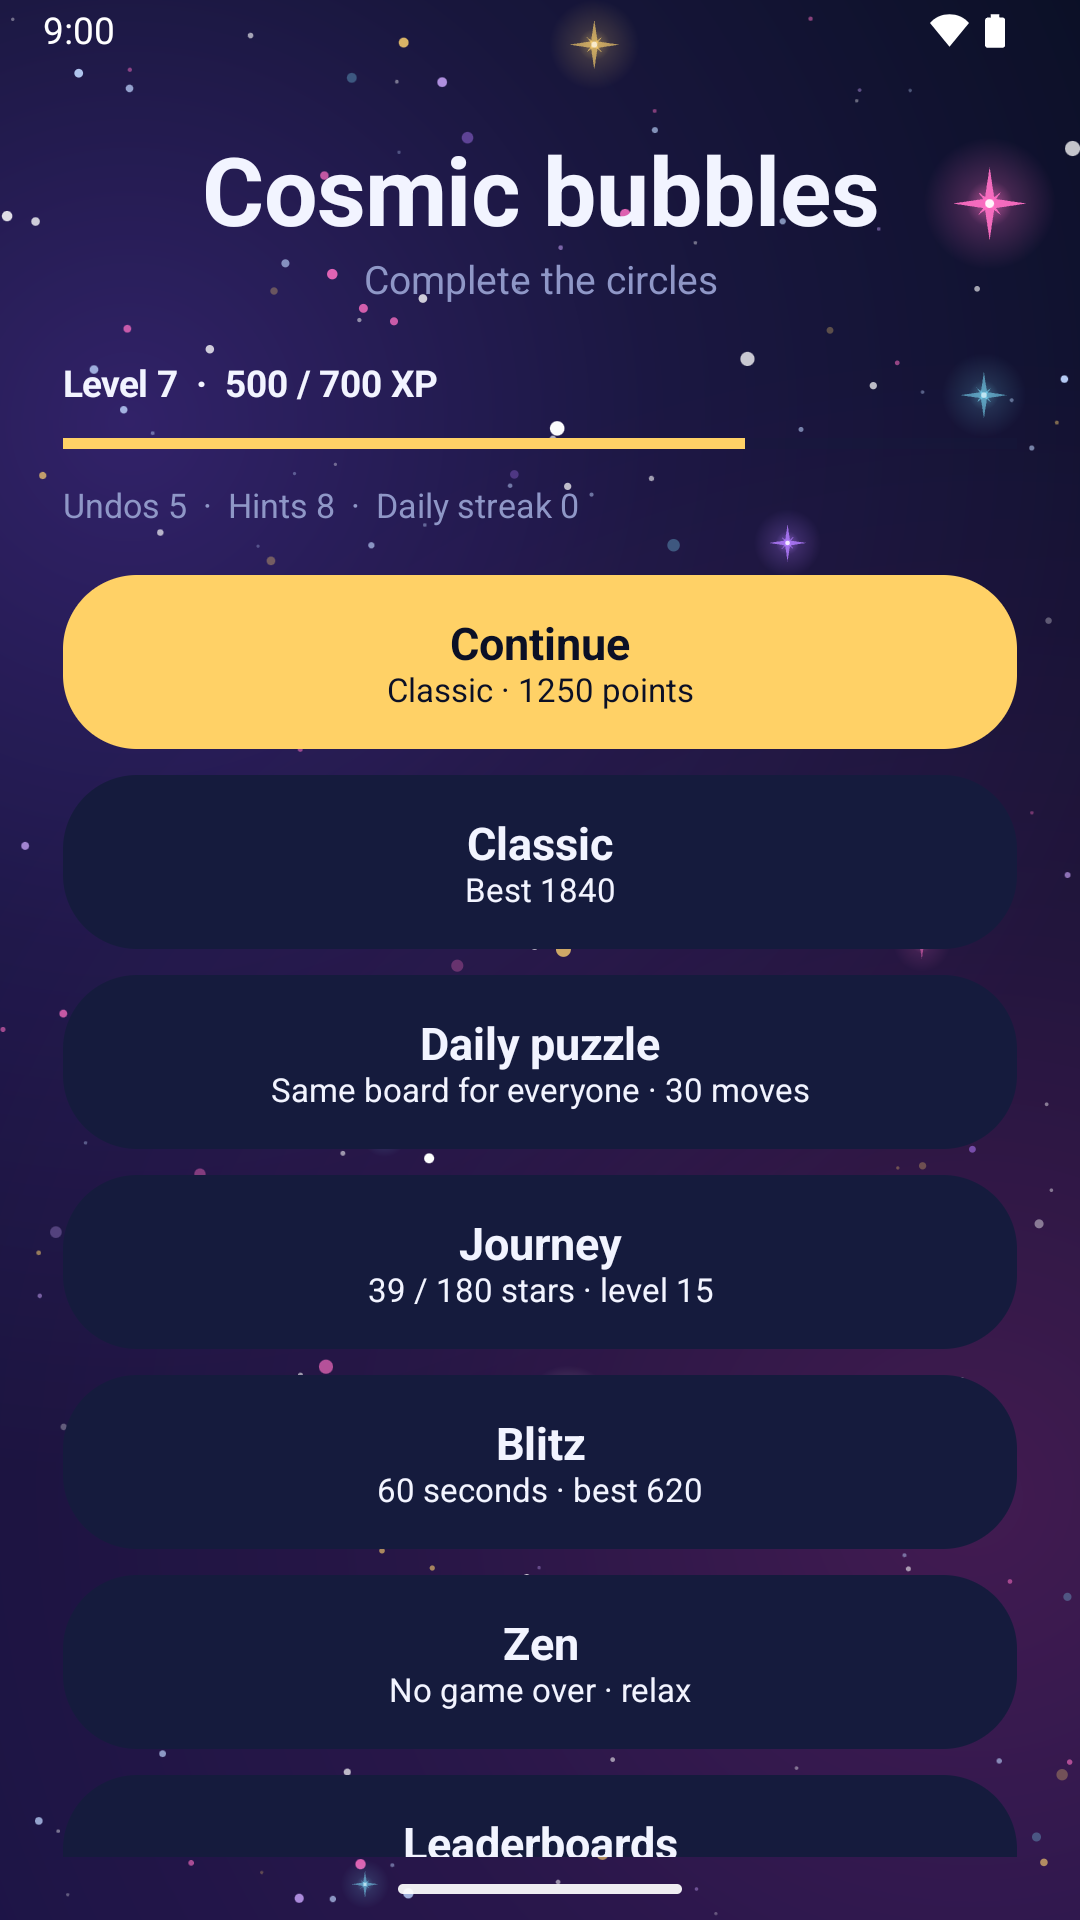 9:00
Cosmic bubbles
Complete the circles
Level 7 · 500 / 700 XP
Undos 5 · Hints 8 · Daily streak 0
Continue
Classic · 1250 points
Classic
Best 1840
Daily puzzle
Same board for everyone · 30 moves
Journey
39 / 180 stars · level 15
Blitz
60 seconds · best 620
Zen
No game over · relax
Leaderboards